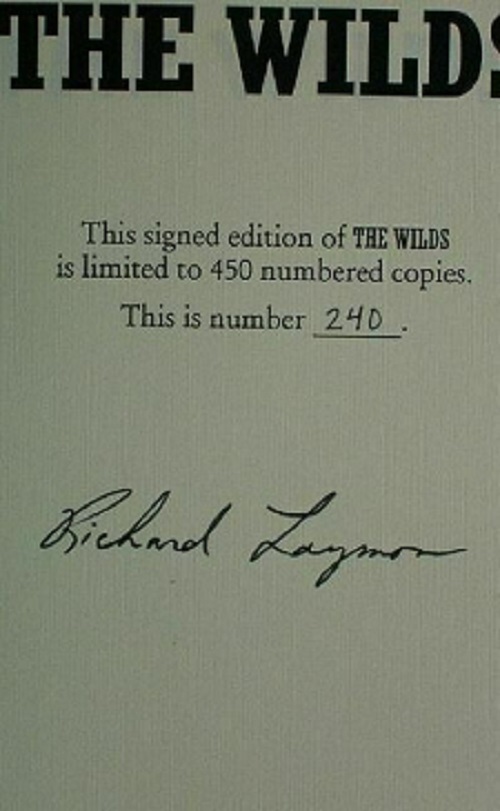 THE WILDS
This signed edition of THE WILDS
is limited to 450 numbered copies.
This is number 240.
Richard Laymon